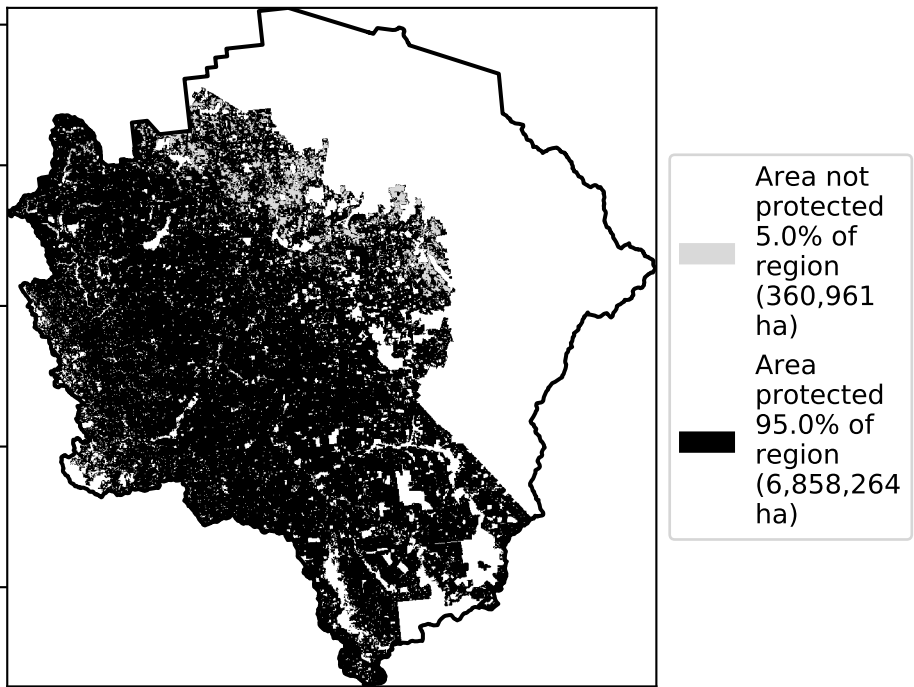 Area not
protected
5.0% of
region
(360,961
ha)
Area
protected
95.0% of
region
(6,858,264
ha)